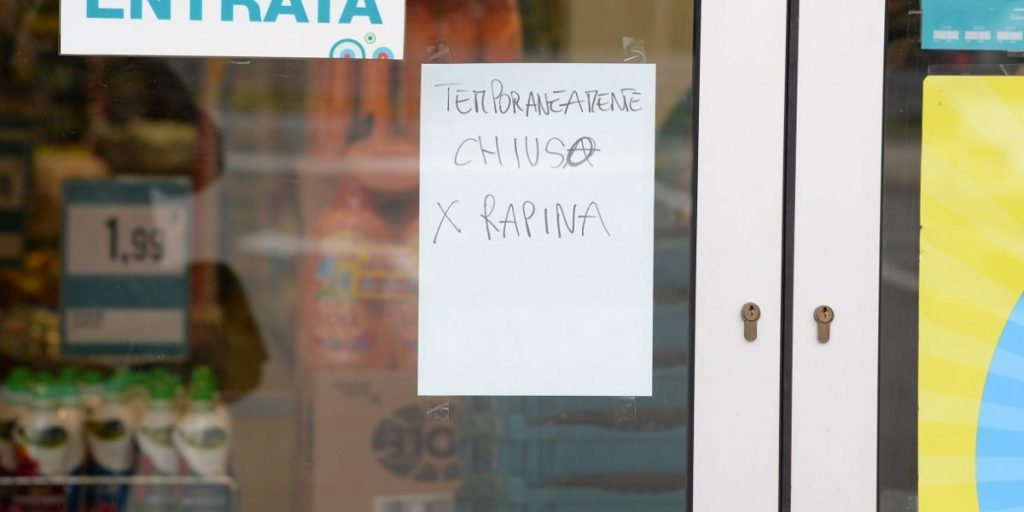 ENTRATA
TEMPORANEAMENTE
CHIUSO
X RAPINA
1,99